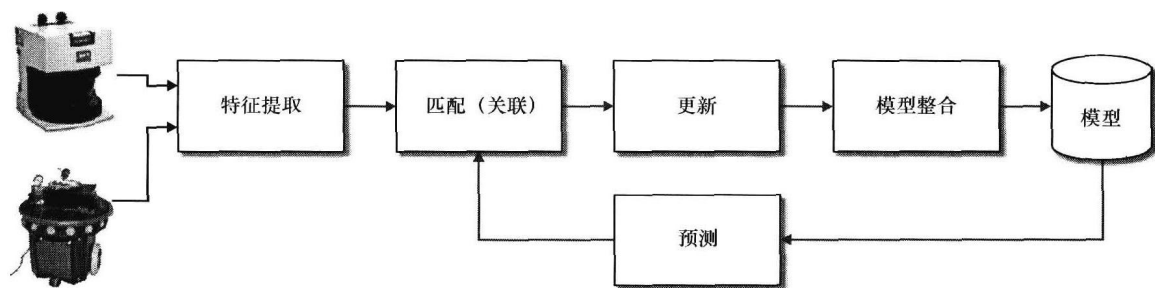 特征提取
匹配（关联）
更新
模型整合
模型
预测